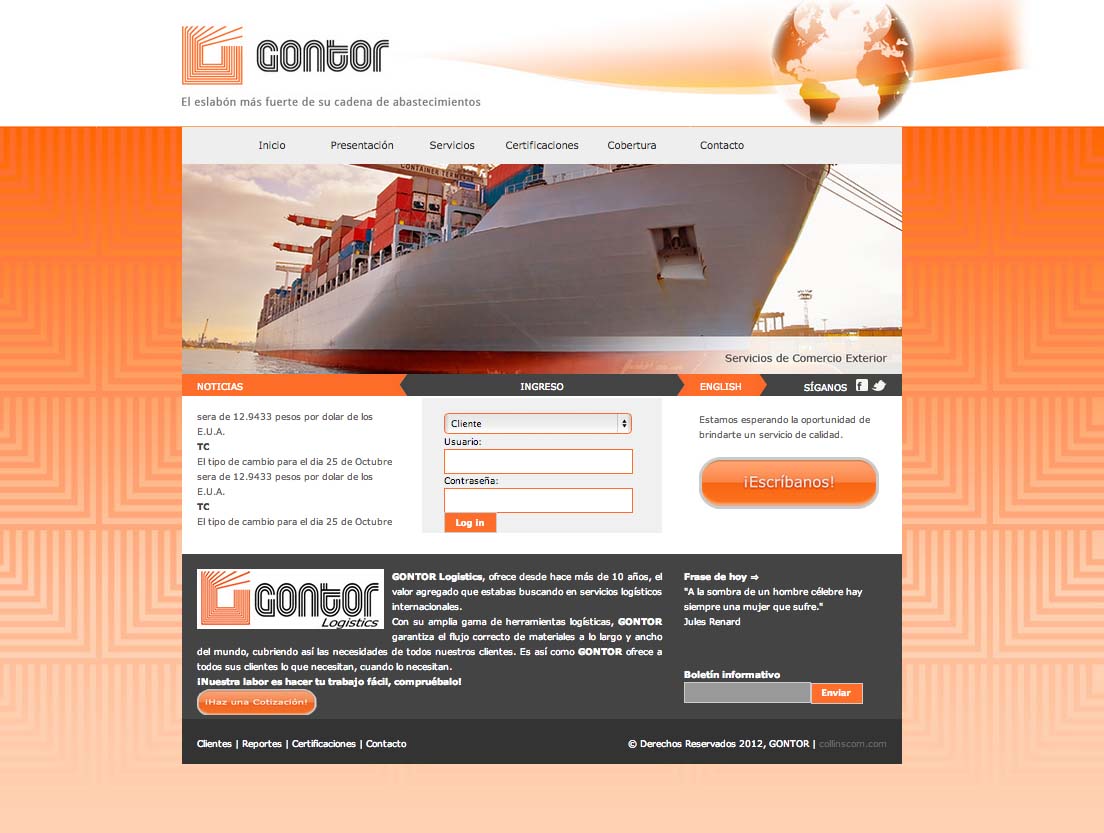 GONTOR
El eslabón más fuerte de su cadena de abastecimientos
Inicio Presentación Servicios Certificaciones Cobertura Contacto
CONTAINER TERMINAL
Servicios de Comercio Exterior
NOTICIAS INGRESO ENGLISH SÍGANOS
sera de 12.9433 pesos por dolar de los
E.U.A.
TC
El tipo de cambio para el dia 25 de Octubre
sera de 12.9433 pesos por dolar de los
E.U.A.
TC
El tipo de cambio para el dia 25 de Octubre
Cliente
Usuario:
Contraseña:
Log in
Estamos esperando la oportunidad de
brindarte un servicio de calidad.
¡Escríbanos!
GONTOR
Logistics
GONTOR Logistics, ofrece desde hace más de 10 años, el
valor agregado que estabas buscando en servicios logísticos
internacionales.
Con su amplia gama de herramientas logísticas, GONTOR
garantiza el flujo correcto de materiales a lo largo y ancho
del mundo, cubriendo así las necesidades de todos nuestros clientes. Es así como GONTOR ofrece a
todos sus clientes lo que necesitan, cuando lo necesitan.
¡Nuestra labor es hacer tu trabajo fácil, compruébalo!
¡Haz una Cotización!
Frase de hoy ⇒
"A la sombra de un hombre célebre hay
siempre una mujer que sufre."
Jules Renard
Boletín informativo
Enviar
Clientes | Reportes | Certificaciones | Contacto
© Derechos Reservados 2012, GONTOR | collinscom.com